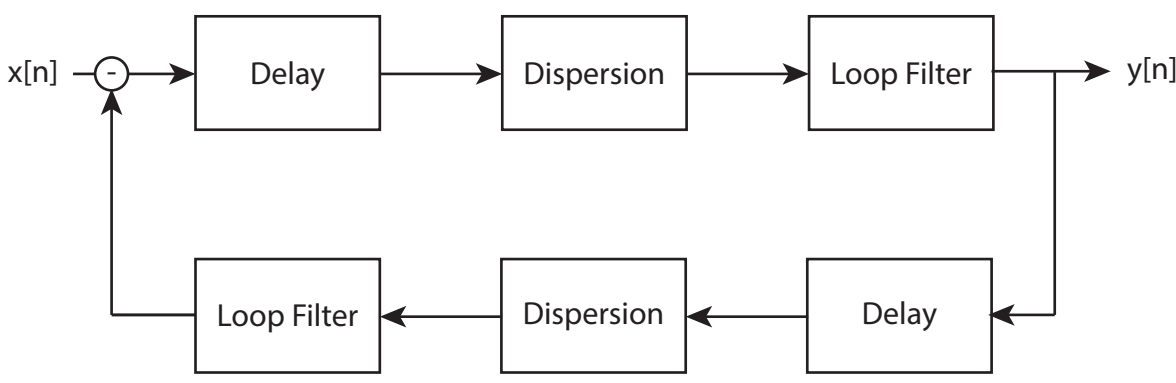 x[n]
-
Delay
Dispersion
Loop Filter
y[n]
Loop Filter
Dispersion
Delay